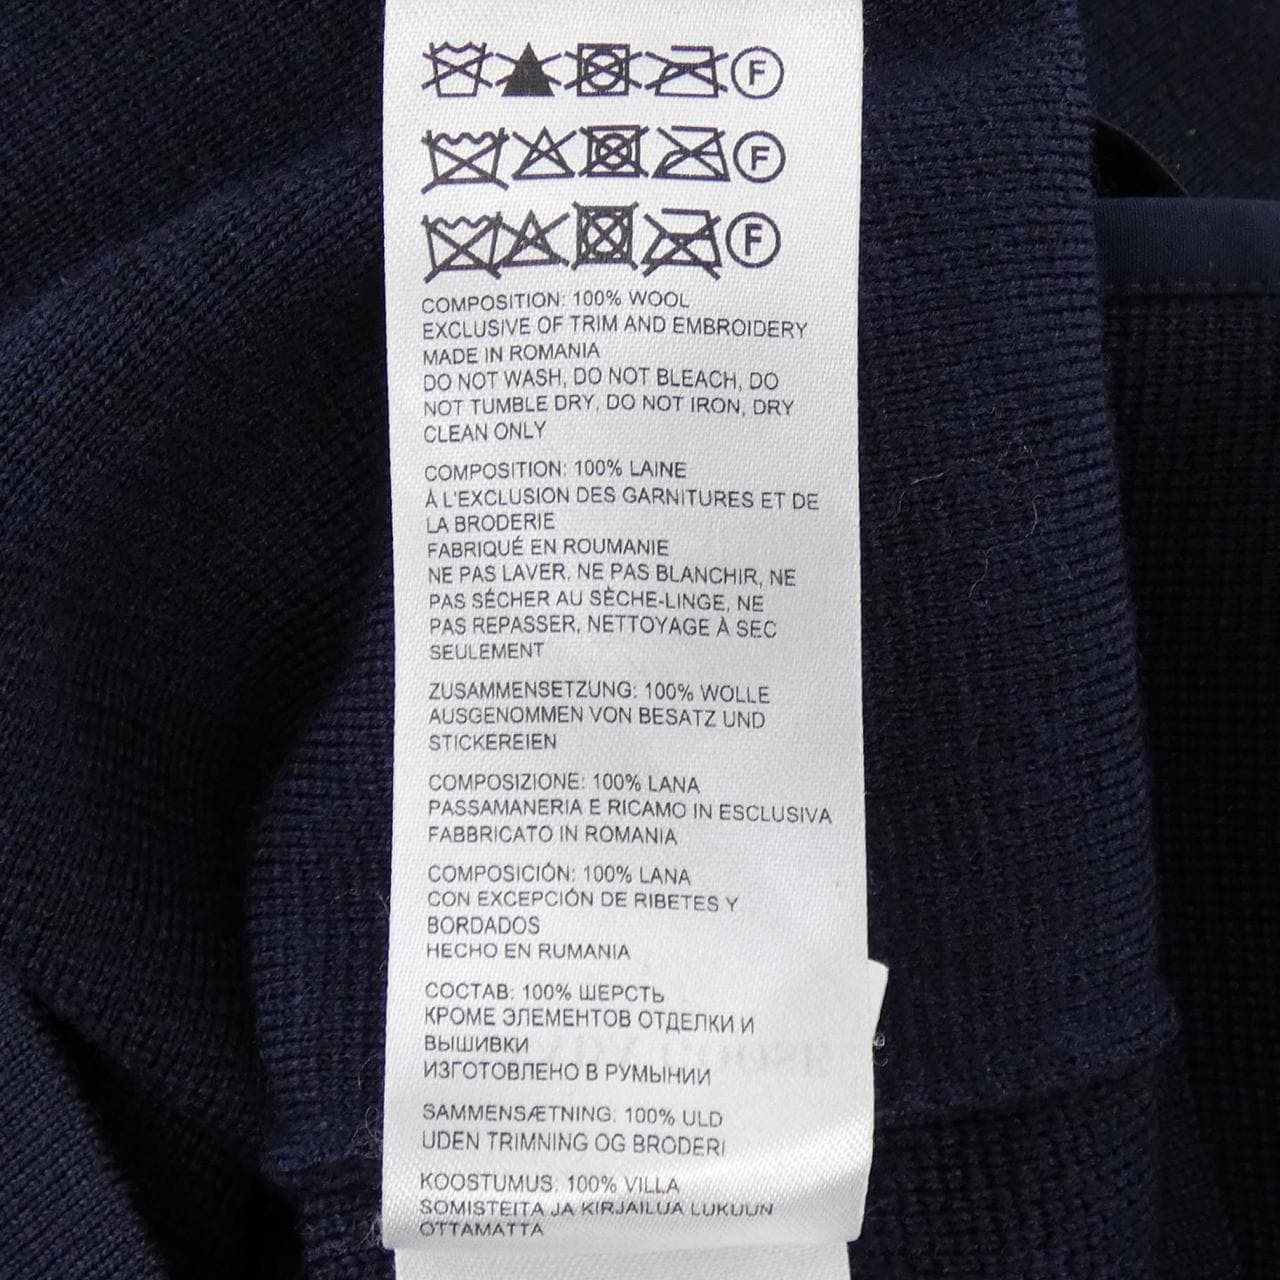 F
F
F
COMPOSITION: 100% WOOL
EXCLUSIVE OF TRIM AND EMBROIDERY
MADE IN ROMANIA
DO NOT WASH, DO NOT BLEACH, DO
NOT TUMBLE DRY, DO NOT IRON, DRY
CLEAN ONLY
COMPOSITION: 100% LAINE
À L'EXCLUSION DES GARNITURES ET DE
LA BRODERIE
FABRIQUÉ EN ROUMANIE
NE PAS LAVER, NE PAS BLANCHIR, NE
PAS SÉCHER AU SÈCHE-LINGE, NE
PAS REPASSER, NETTOYAGE À SEC
SEULEMENT
ZUSAMMENSETZUNG: 100% WOLLE
AUSGENOMMEN VON BESATZ UND
STICKEREIEN
COMPOSIZIONE: 100% LANA
PASSAMANERIA E RICAMO IN ESCLUSIVA
FABBRICATO IN ROMANIA
COMPOSICIÓN: 100% LANA
CON EXCEPCIÓN DE RIBETES Y
BORDADOS
HECHO EN RUMANIA
СОСТАВ: 100% ШЕРСТЬ
КРОМЕ ЭЛЕМЕНТОВ ОТДЕЛКИ И
ВЫШИВКИ
ИЗГОТОВЛЕНО В РУМЫНИИ
SAMMENSÆTNING: 100% ULD
UDEN TRIMNING OG BRODERI
KOOSTUMUS: 100% VILLA
SOMISTEITA JA KIRJAILUA LUKUUN
OTTAMATTA